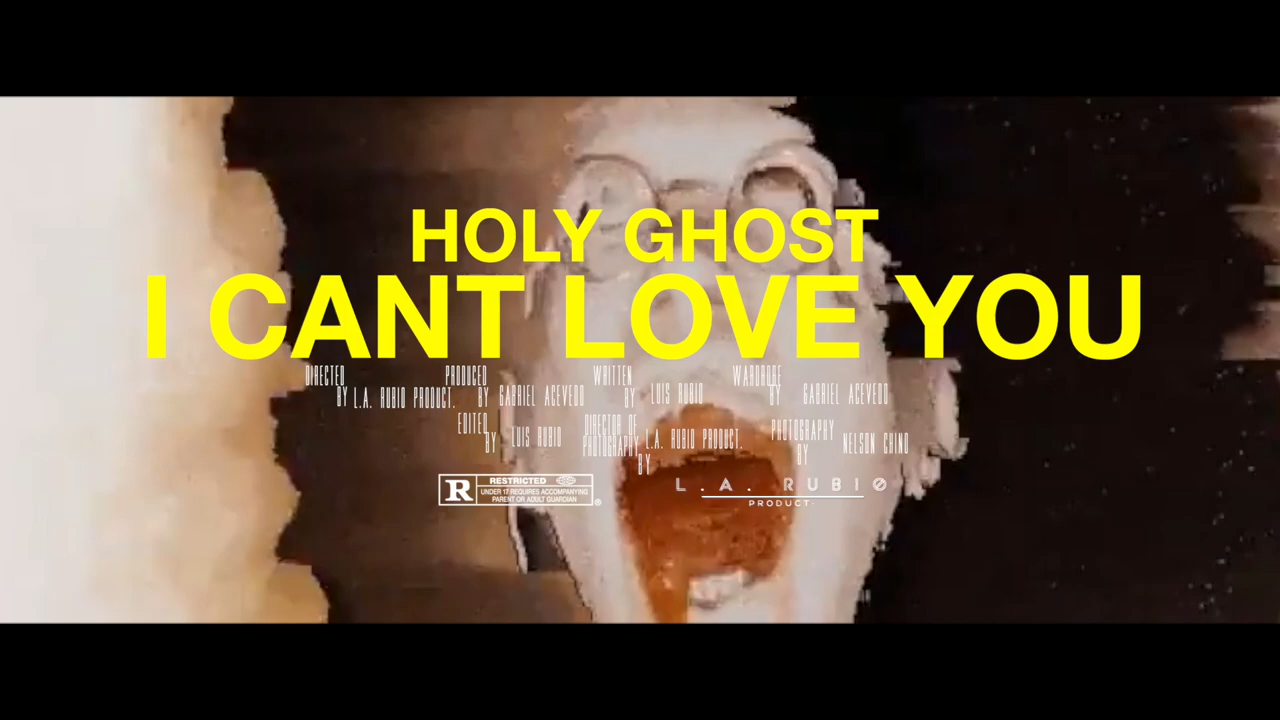 HOLY GHOST
I CANT LOVE YOU
DIRECTED BY L.A. RUBIO PRODUCT. PRODUCED BY GABRIEL ACEVEDO WRITTEN BY LUIS RUBIO WARDROBE BY GABRIEL ACEVEDO
EDITED BY LUIS RUBIO DIRECTOR OF PHOTOGRAPHY BY L.A. RUBIO PRODUCT. PHOTOGRAPHY BY NELSON CHINO
R RESTRICTED
UNDER 17 REQUIRES ACCOMPANYING
PARENT OR ADULT GUARDIAN ®
L.A. RUBIØ
PRODUCT·